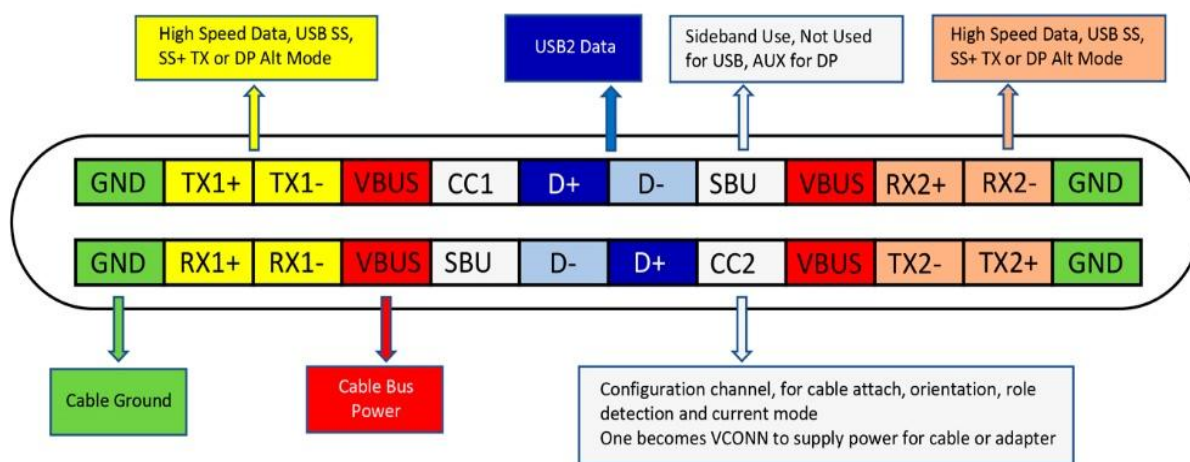 High Speed Data, USB SS,
SS+ TX or DP Alt Mode
USB2 Data
Sideband Use, Not Used
for USB, AUX for DP
High Speed Data, USB SS,
SS+ TX or DP Alt Mode
GND TX1+ TX1- VBUS CC1 D+ D- SBU VBUS RX2+ RX2- GND
GND RX1+ RX1- VBUS SBU D- D+ CC2 VBUS TX2- TX2+ GND
Cable Ground
Cable Bus
Power
Configuration channel, for cable attach, orientation, role
detection and current mode
One becomes VCONN to supply power for cable or adapter